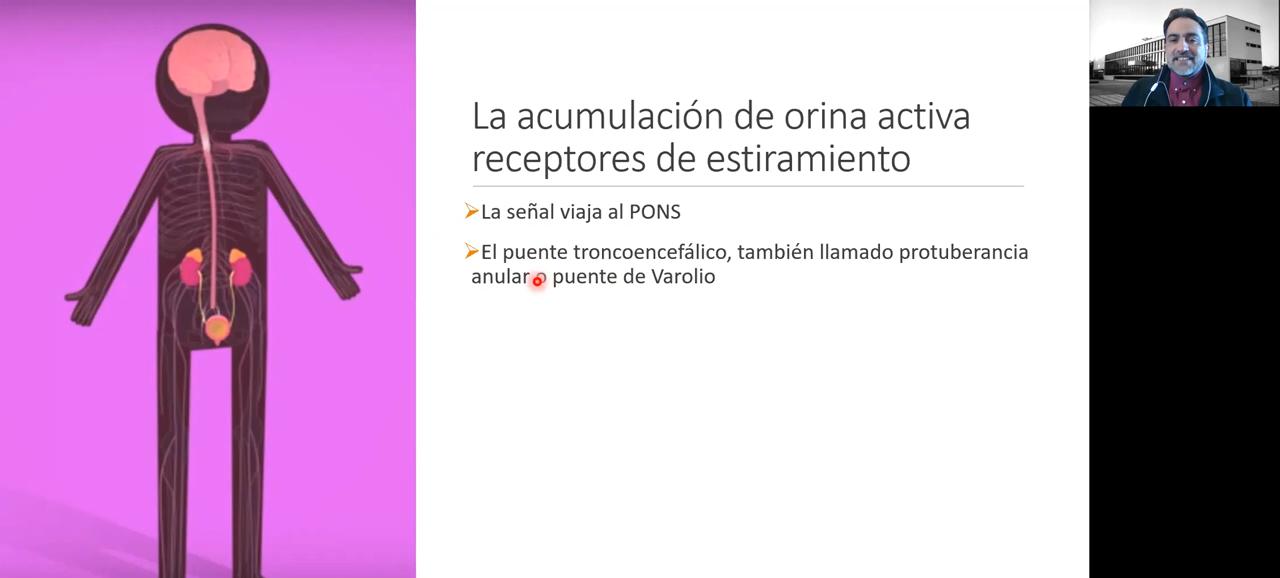 La acumulación de orina activa
receptores de estiramiento
La señal viaja al PONS
El puente troncoencefálico, también llamado protuberancia
anular o puente de Varolio